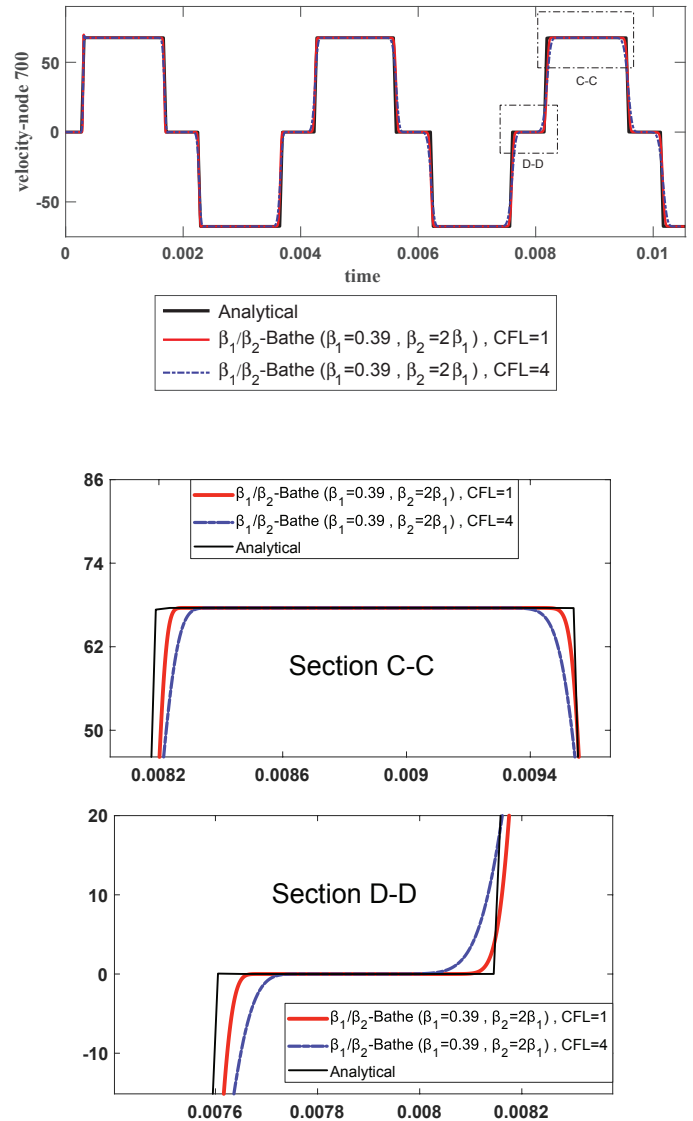 velocity-node 700
50
0
-50
C-C
D-D
0 0.002 0.004 0.006 0.008 0.01
time
Analytical
β1/β2-Bathe (β1=0.39 , β2=2β1) , CFL=1
β1/β2-Bathe (β1=0.39 , β2=2β1) , CFL=4
86
74
62
50
β1/β2-Bathe (β1=0.39 , β2=2β1) , CFL=1
β1/β2-Bathe (β1=0.39 , β2=2β1) , CFL=4
Analytical
Section C-C
0.0082 0.0086 0.009 0.0094
20
10
0
-10
Section D-D
β1/β2-Bathe (β1=0.39 , β2=2β1) , CFL=1
β1/β2-Bathe (β1=0.39 , β2=2β1) , CFL=4
Analytical
0.0076 0.0078 0.008 0.0082